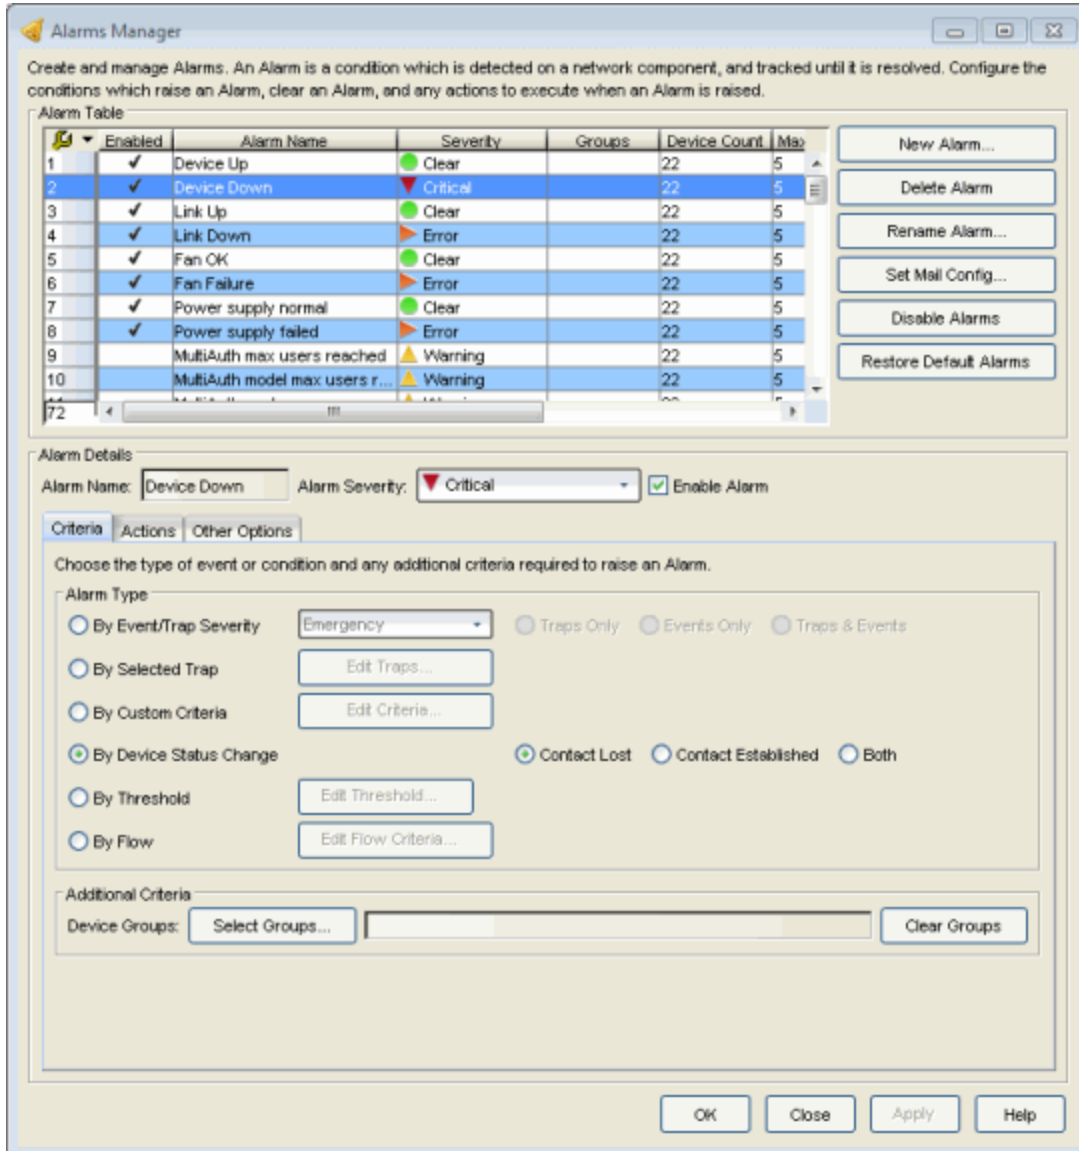 Alarms Manager
Create and manage Alarms. An Alarm is a condition which is detected on a network component, and tracked until it is resolved. Configure the
conditions which raise an Alarm, clear an Alarm, and any actions to execute when an Alarm is raised.
Alarm Table
Enabled Alarm Name Severity Groups Device Count Max
1 Device Up Clear 22 5
2 Device Down Critical 22 5
3 Link Up Clear 22 5
4 Link Down Error 22 5
5 Fan OK Clear 22 5
6 Fan Failure Error 22 5
7 Power supply normal Clear 22 5
8 Power supply failed Error 22 5
9 MultiAuth max users reached Warning 22 5
10 MultiAuth model max users r... Warning 22 5
72
New Alarm...
Delete Alarm
Rename Alarm...
Set Mail Config...
Disable Alarms
Restore Default Alarms
Alarm Details
Alarm Name: Device Down Alarm Severity: Critical Enable Alarm
Criteria Actions Other Options
Choose the type of event or condition and any additional criteria required to raise an Alarm.
Alarm Type
By Event/Trap Severity Emergency Traps Only Events Only Traps & Events
By Selected Trap Edit Traps...
By Custom Criteria Edit Criteria...
By Device Status Change Contact Lost Contact Established Both
By Threshold Edit Threshold...
By Flow Edit Flow Criteria...
Additional Criteria
Device Groups: Select Groups... Clear Groups
OK Close Apply Help